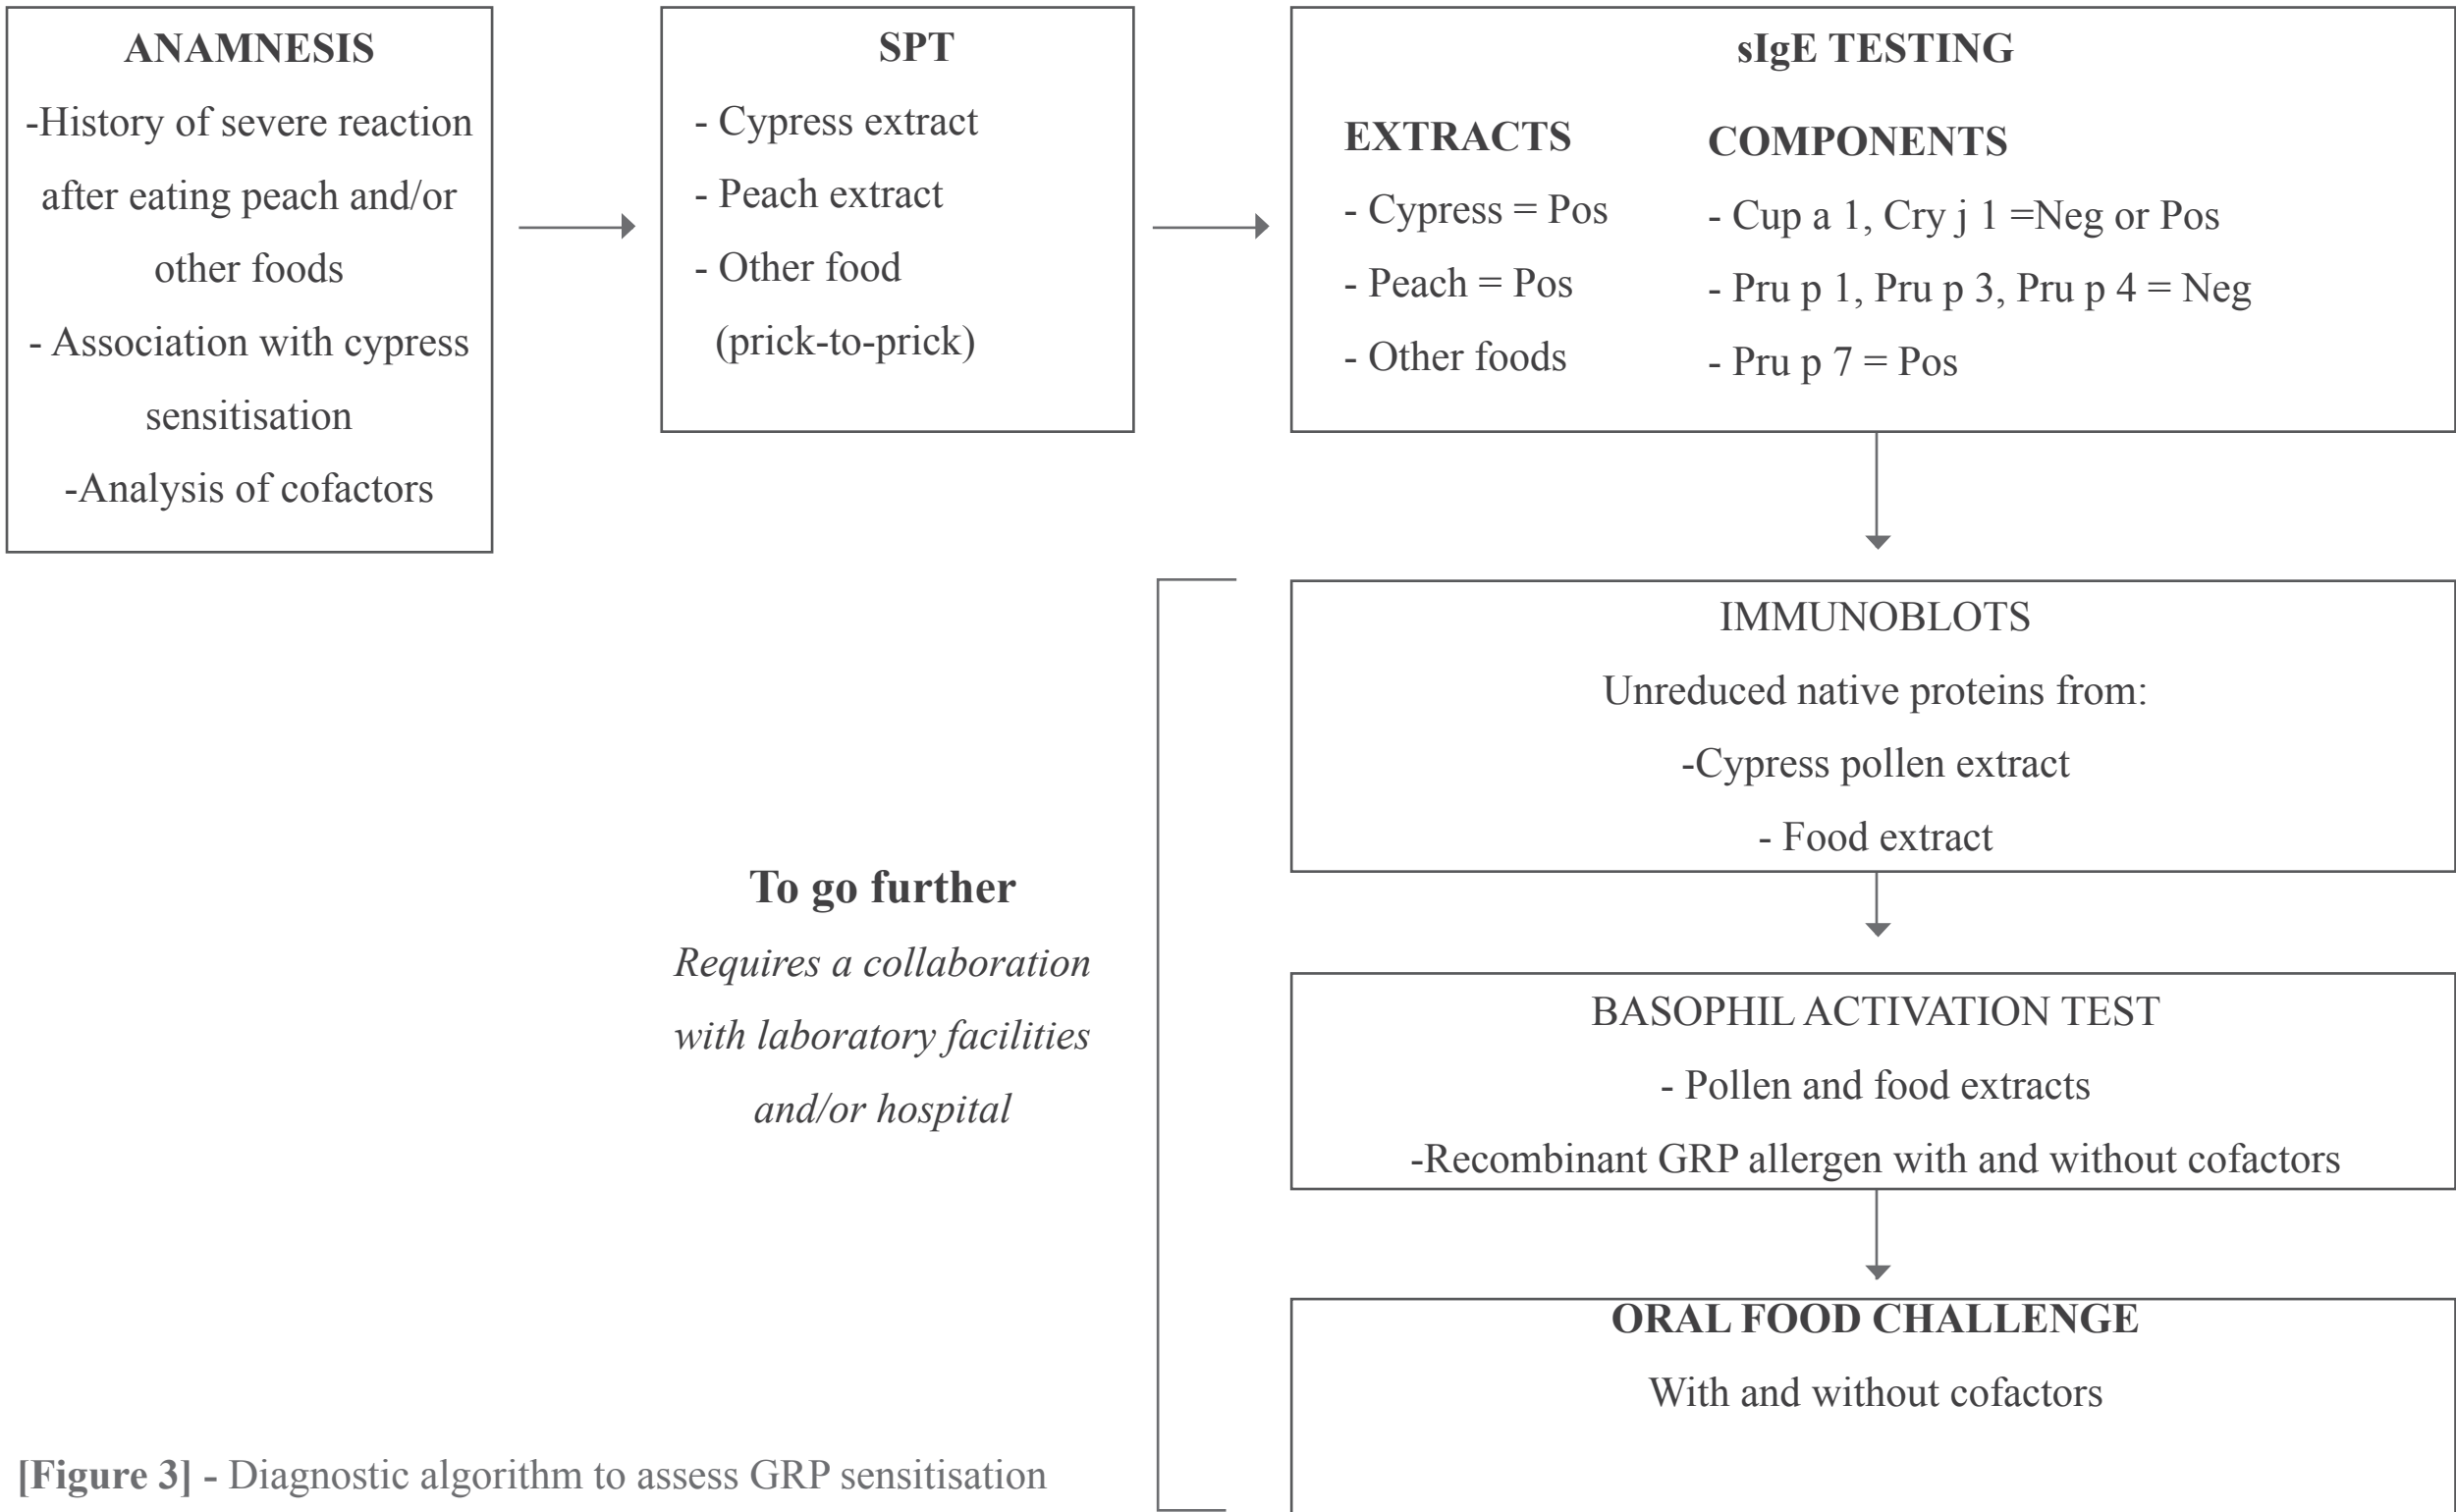 ANAMNESIS
-History of severe reaction
after eating peach and/or
other foods
- Association with cypress
sensitisation
-Analysis of cofactors
SPT
- Cypress extract
- Peach extract
- Other food
(prick-to-prick)
sIgE TESTING
EXTRACTS
- Cypress = Pos
- Peach = Pos
- Other foods
COMPONENTS
- Cup a 1, Cry j 1 =Neg or Pos
- Pru p 1, Pru p 3, Pru p 4 = Neg
- Pru p 7 = Pos
To go further
Requires a collaboration
with laboratory facilities
and/or hospital
IMMUNOBLOTS
Unreduced native proteins from:
-Cypress pollen extract
- Food extract
BASOPHIL ACTIVATION TEST
- Pollen and food extracts
-Recombinant GRP allergen with and without cofactors
ORAL FOOD CHALLENGE
With and without cofactors
[Figure 3] - Diagnostic algorithm to assess GRP sensitisation